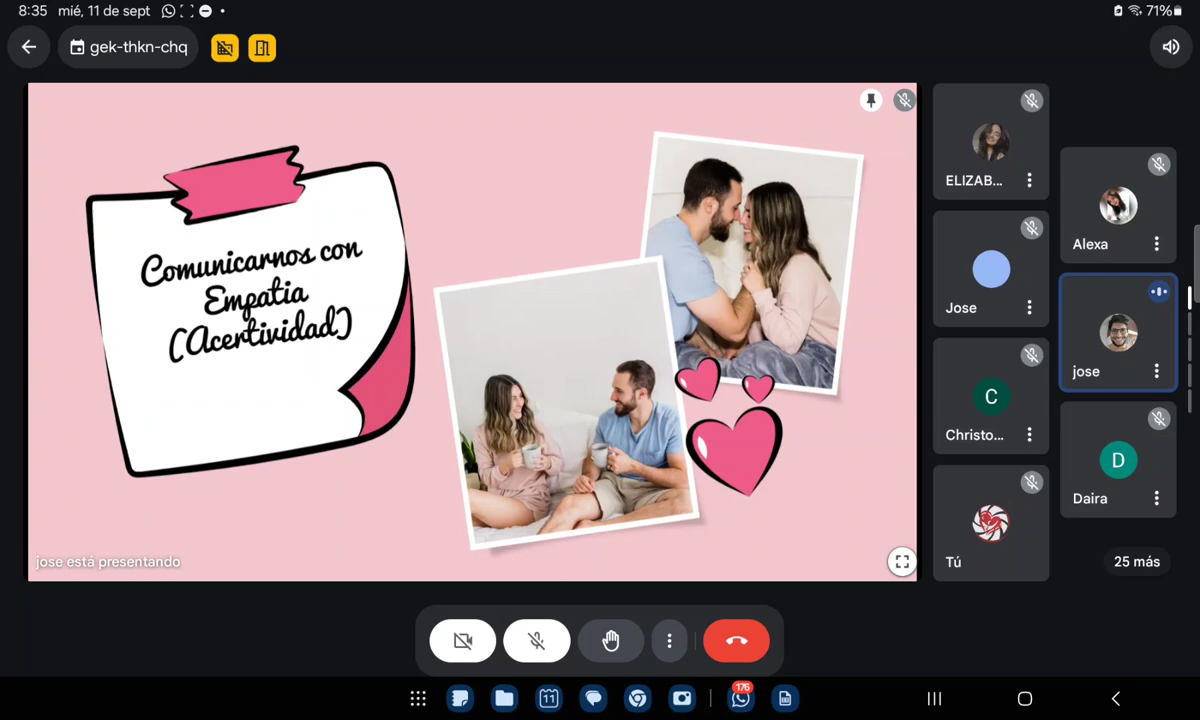 8:35 mié, 11 de sept
71%
gek-thkn-chq
Comunicarnos con
Empatia
(Acertividad)
jose está presentando
ELIZAB...
Jose
Christo...
Tú
Alexa
jose
C
D
Daira
25 más
11
176